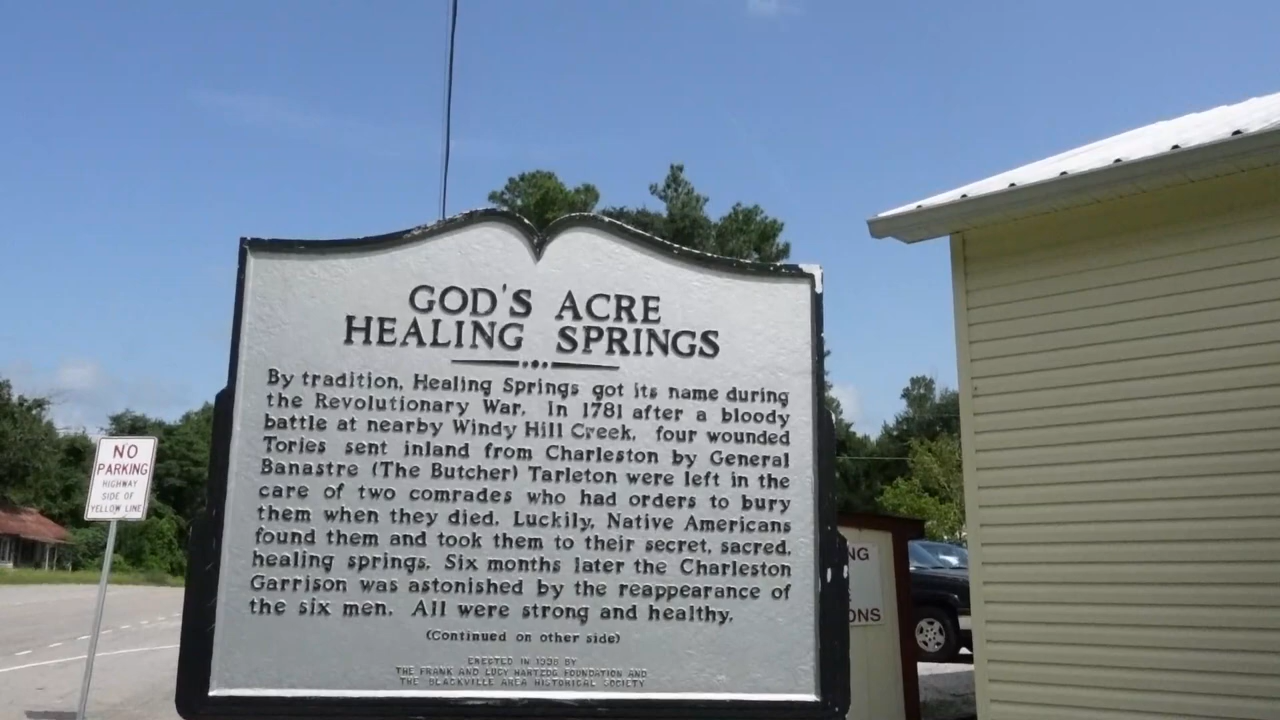 GOD'S ACRE
HEALING SPRINGS
By tradition, Healing Springs got its name during
the Revolutionary War. In 1781 after a bloody
battle at nearby Windy Hill Creek, four wounded
Tories sent inland from Charleston by General
Banastre (The Butcher) Tarleton were left in the
care of two comrades who had orders to bury
them when they died. Luckily, Native Americans
found them and took them to their secret, sacred,
healing springs. Six months later the Charleston
Garrison was astonished by the reappearance of
the six men. All were strong and healthy.
(Continued on other side)
ERECTED IN BY
THE FRANK AND LUCY HARTZOG FOUNDATION AND
THE BLACKVILLE AREA HISTORICAL SOCIETY
NO
PARKING
HIGHWAY
SIDE OF
YELLOW LINE
NG
ONS